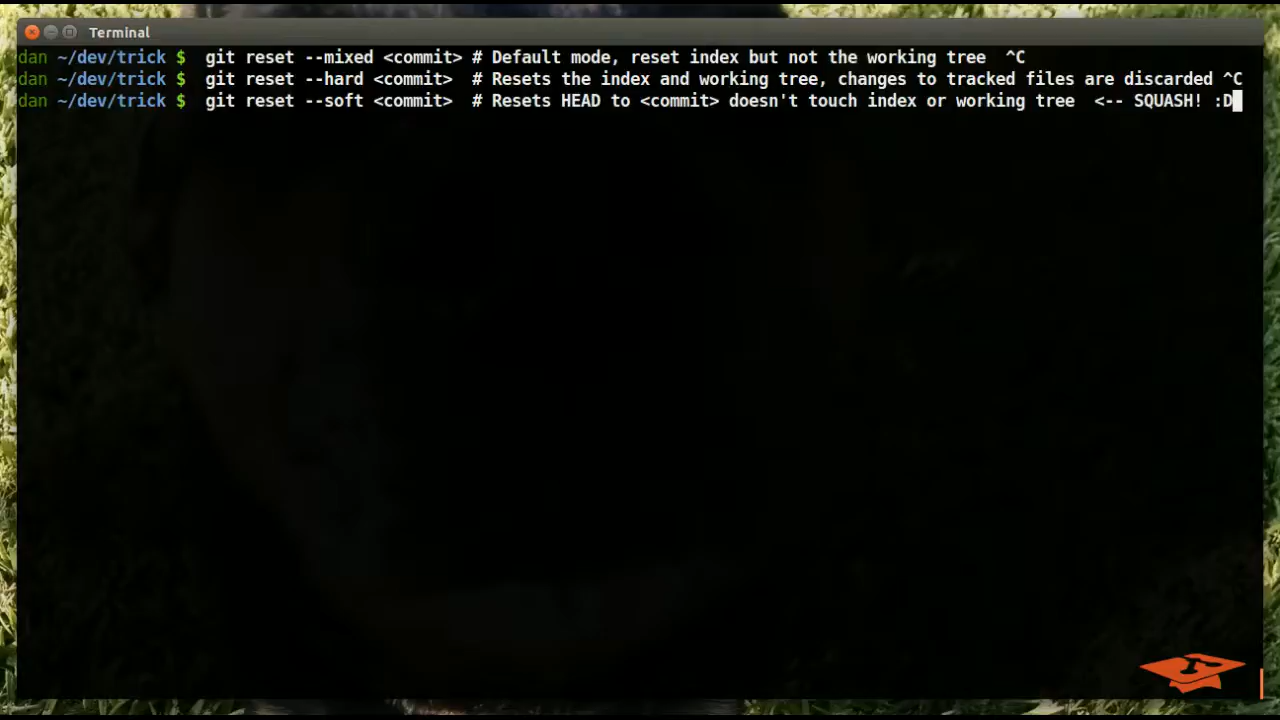 Terminal
dan ~/dev/trick $ git reset --mixed <commit> # Default mode, reset index but not the working tree ^C
dan ~/dev/trick $ git reset --hard <commit> # Resets the index and working tree, changes to tracked files are discarded ^C
dan ~/dev/trick $ git reset --soft <commit> # Resets HEAD to <commit> doesn't touch index or working tree <-- SQUASH! :D